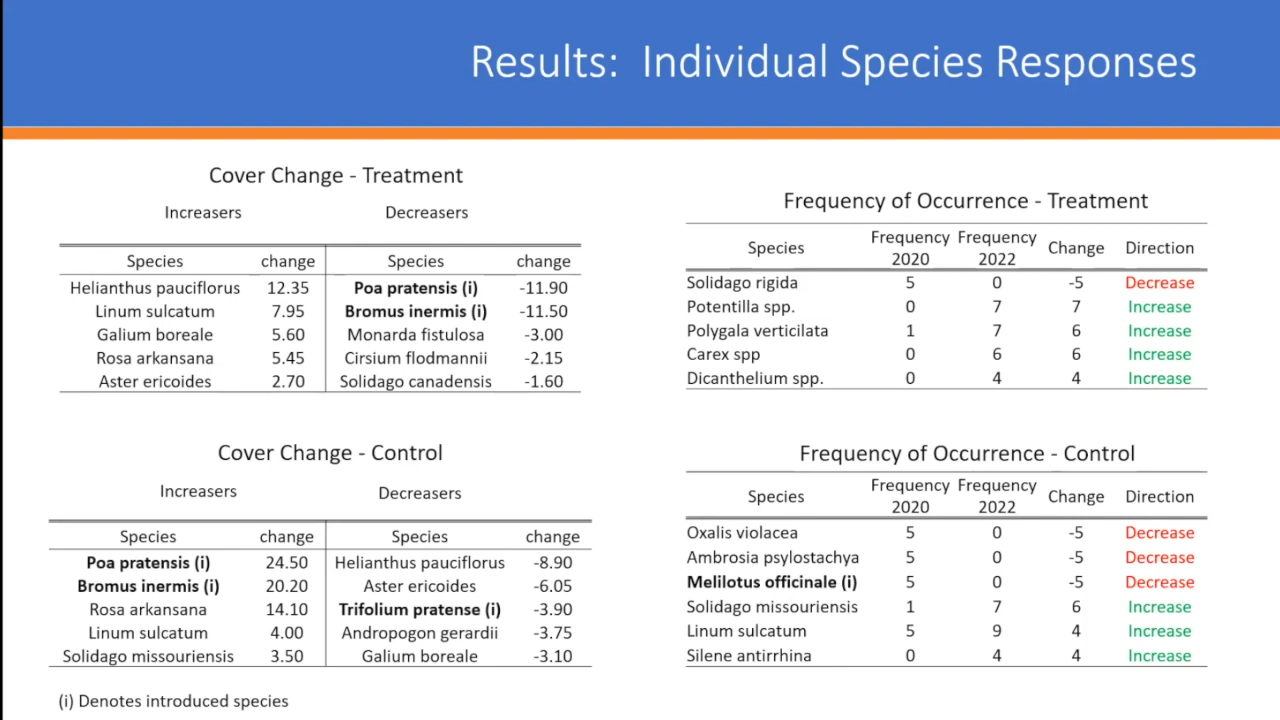 Results:  Individual Species Responses
Cover Change - Treatment
Increasers Decreasers
Species change Species change
Helianthus pauciflorus 12.35 Poa pratensis (i) -11.90
Linum sulcatum 7.95 Bromus inermis (i) -11.50
Galium boreale 5.60 Monarda fistulosa -3.00
Rosa arkansana 5.45 Cirsium flodmannii -2.15
Aster ericoides 2.70 Solidago canadensis -1.60
Frequency of Occurrence - Treatment
Species Frequency 2020 Frequency 2022 Change Direction
Solidago rigida 5 0 -5 Decrease
Potentilla spp. 0 7 7 Increase
Polygala verticilata 1 7 6 Increase
Carex spp 0 6 6 Increase
Dicanthelium spp. 0 4 4 Increase
Cover Change - Control
Increasers Decreasers
Species change Species change
Poa pratensis (i) 24.50 Helianthus pauciflorus -8.90
Bromus inermis (i) 20.20 Aster ericoides -6.05
Rosa arkansana 14.10 Trifolium pratense (i) -3.90
Linum sulcatum 4.00 Andropogon gerardii -3.75
Solidago missouriensis 3.50 Galium boreale -3.10
Frequency of Occurrence - Control
Species Frequency 2020 Frequency 2022 Change Direction
Oxalis violacea 5 0 -5 Decrease
Ambrosia psylostachya 5 0 -5 Decrease
Melilotus officinale (i) 5 0 -5 Decrease
Solidago missouriensis 1 7 6 Increase
Linum sulcatum 5 9 4 Increase
Silene antirrhina 0 4 4 Increase
(i) Denotes introduced species